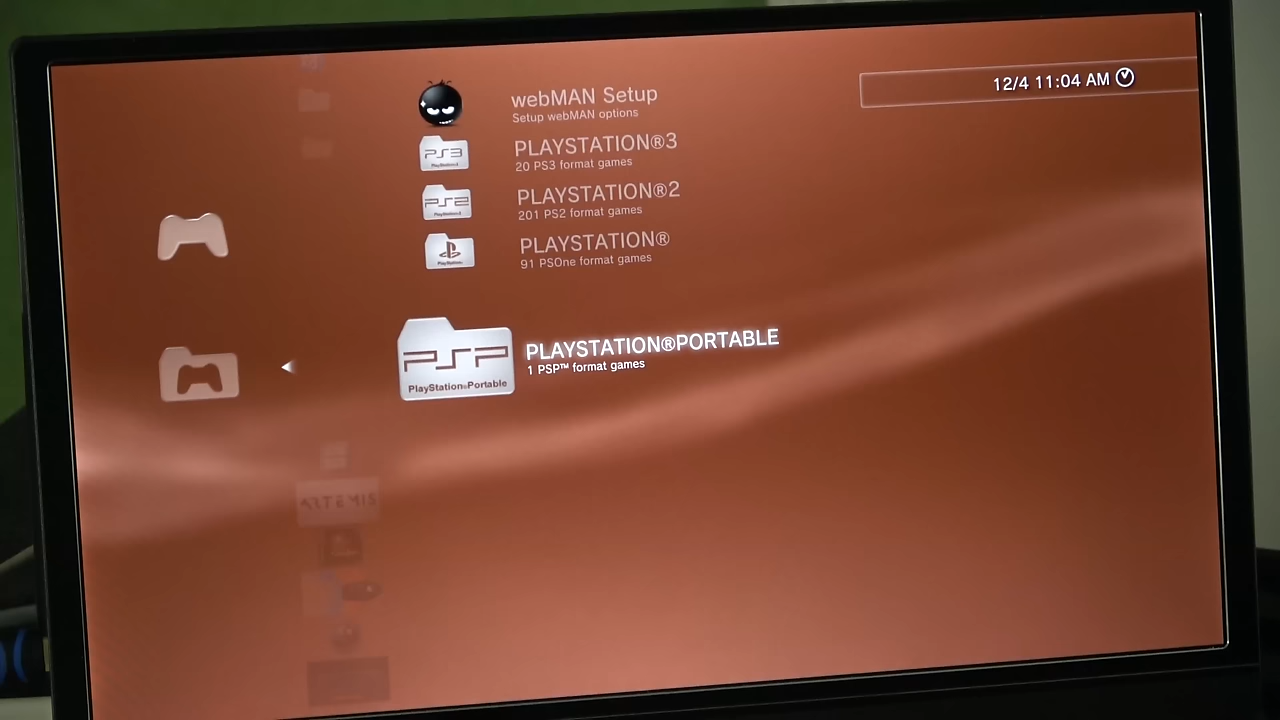 webMAN Setup
Setup webMAN options
12/4 11:04 AM
PS3
PLAYSTATION®3
20 PS3 format games
PS2
PLAYSTATION®2
201 PS2 format games
PlayStation
PLAYSTATION®
91 PSOne format games
PSP
PlayStation®Portable
PLAYSTATION®PORTABLE
1 PSP™ format games
ARTEMIS